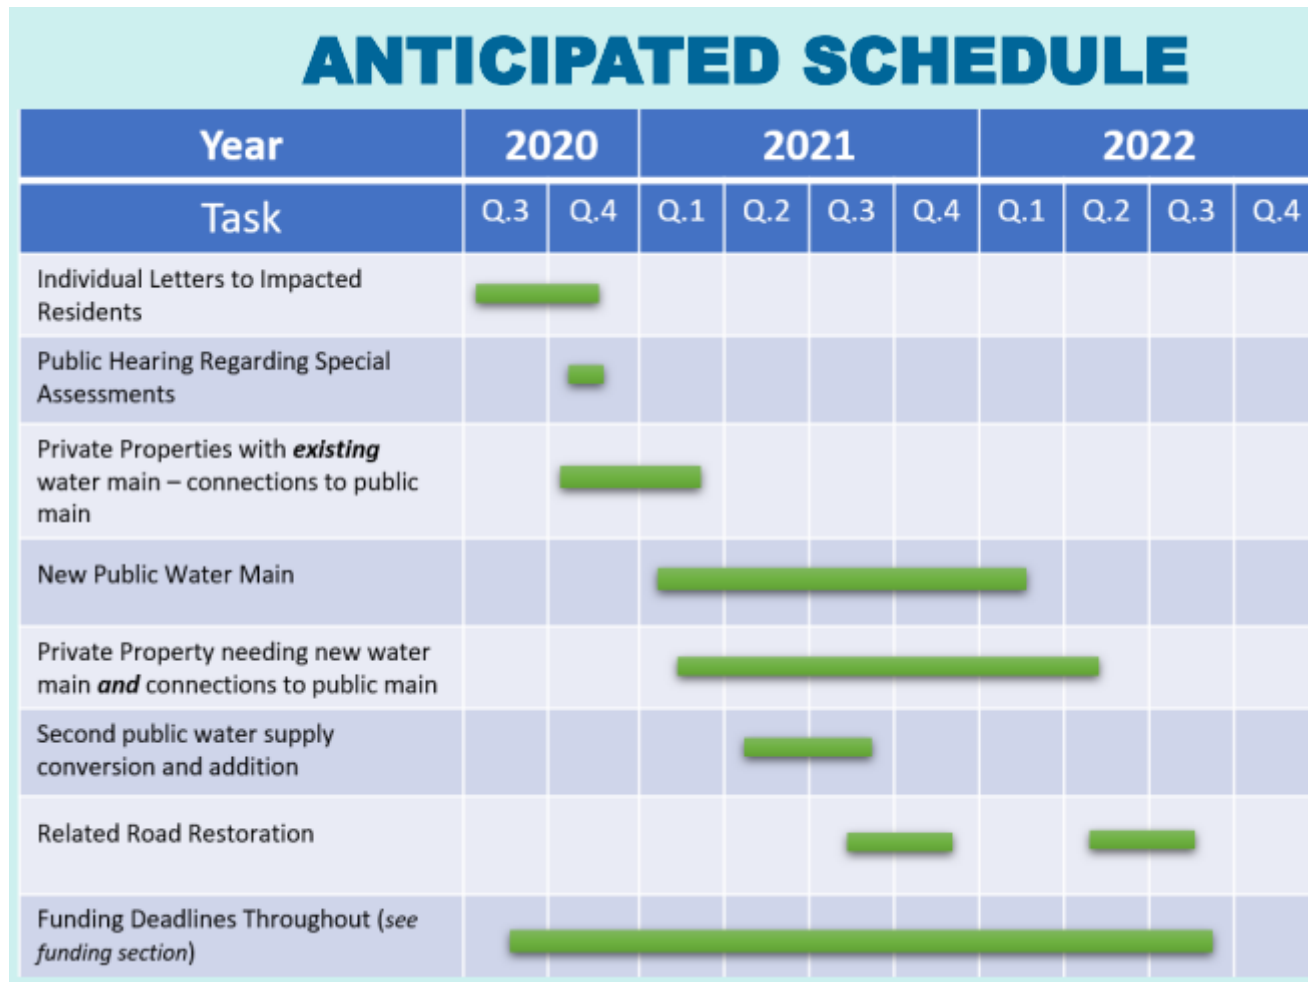 ANTICIPATED SCHEDULE
Year 2020 2021 2022
Task Q.3 Q.4 Q.1 Q.2 Q.3 Q.4 Q.1 Q.2 Q.3 Q.4
Individual Letters to Impacted
Residents
Public Hearing Regarding Special
Assessments
Private Properties with existing
water main – connections to public
main
New Public Water Main
Private Property needing new water
main and connections to public main
Second public water supply
conversion and addition
Related Road Restoration
Funding Deadlines Throughout (see
funding section)